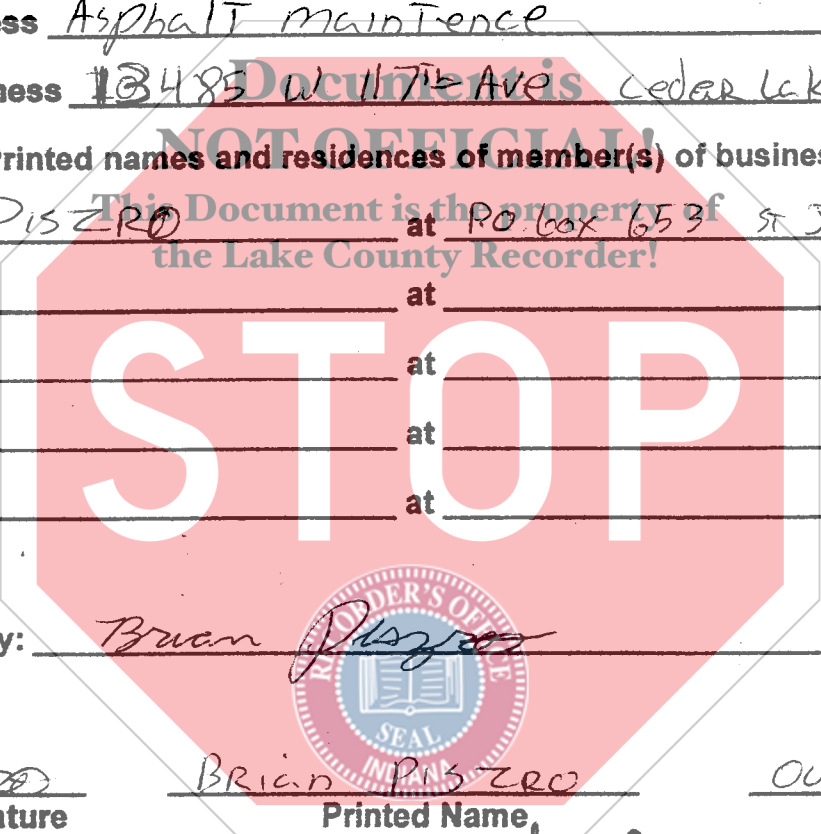 ess Asphalt maintence
ness 13485 W 117th Ave Cedar Lak
Document is
NOT OFFICIAL!
Printed names and residences of member(s) of busines
This Document is the property of
PISZRO at P.O. box 653 ST J
the Lake County Recorder!
at
at
at
at
STOP
y: Brian Piszro
RECORDER'S OFFICE
SEAL
INDIANA
Brian PISZRO OU
ature Printed Name,